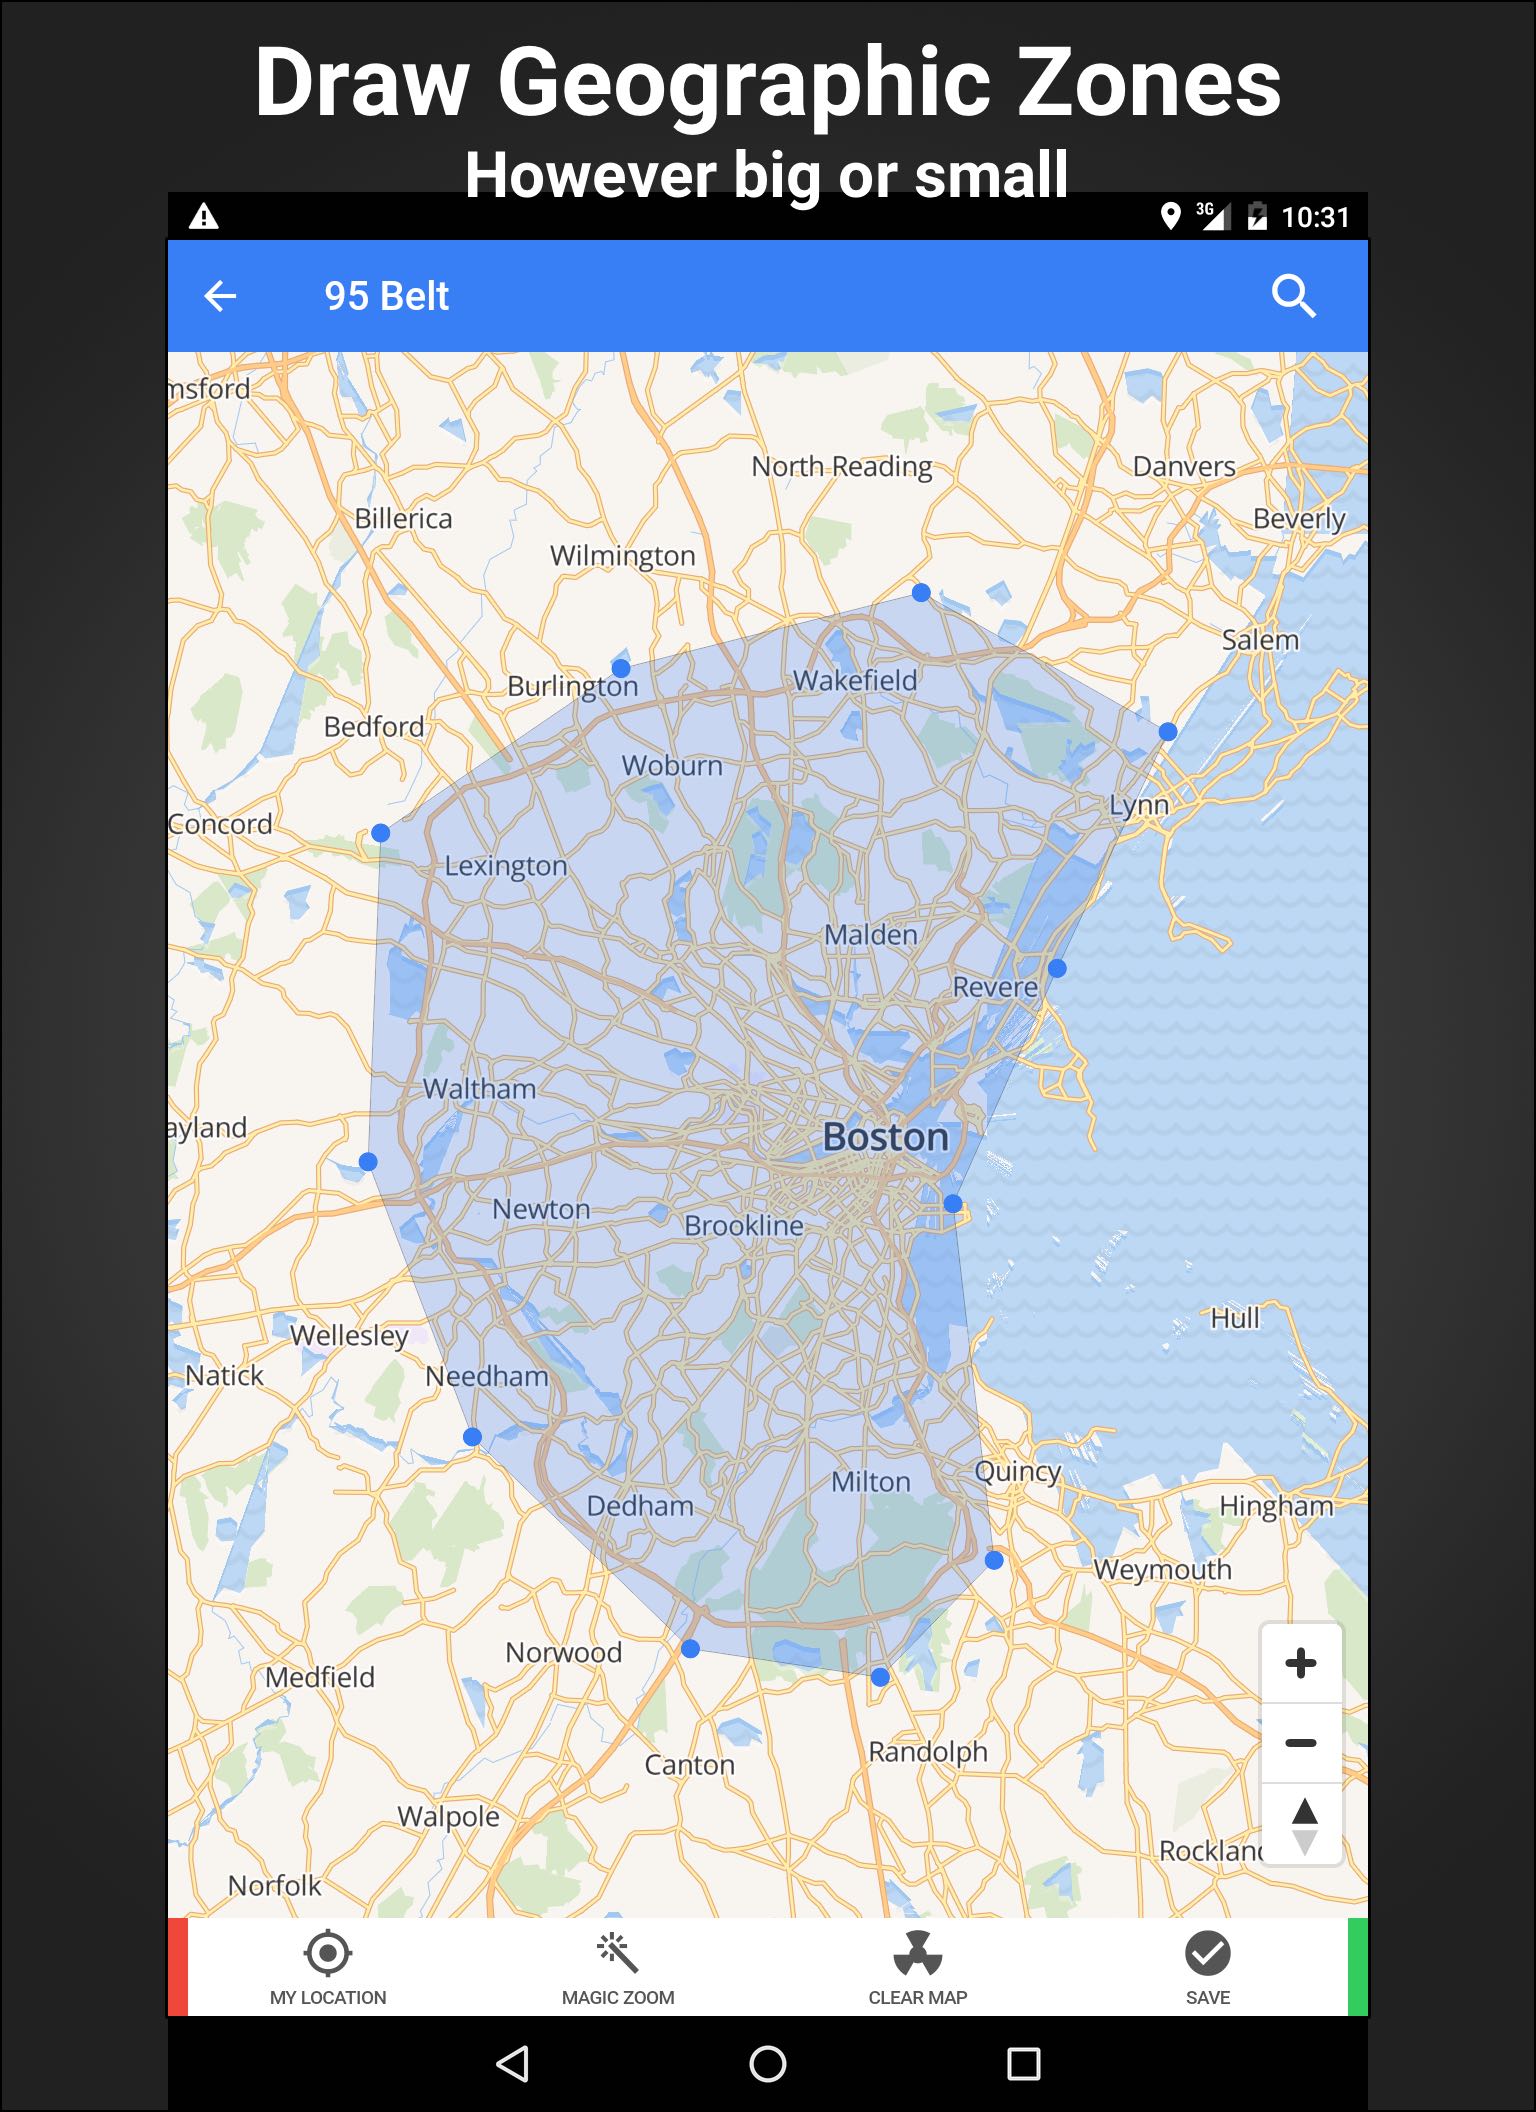 Draw Geographic Zones
However big or small
3G 10:31
95 Belt
msford
North Reading
Danvers
Billerica
Beverly
Wilmington
Salem
Wakefield
Burlington
Bedford
Woburn
Lynn
Concord
Lexington
Malden
Revere
Waltham
ayland
Boston
Newton
Brookline
Hull
Wellesley
Natick
Needham
Quincy
Milton
Dedham
Hingham
Weymouth
Norwood
Medfield
Randolph
Canton
Walpole
Rockland
Norfolk
MY LOCATION MAGIC ZOOM CLEAR MAP SAVE